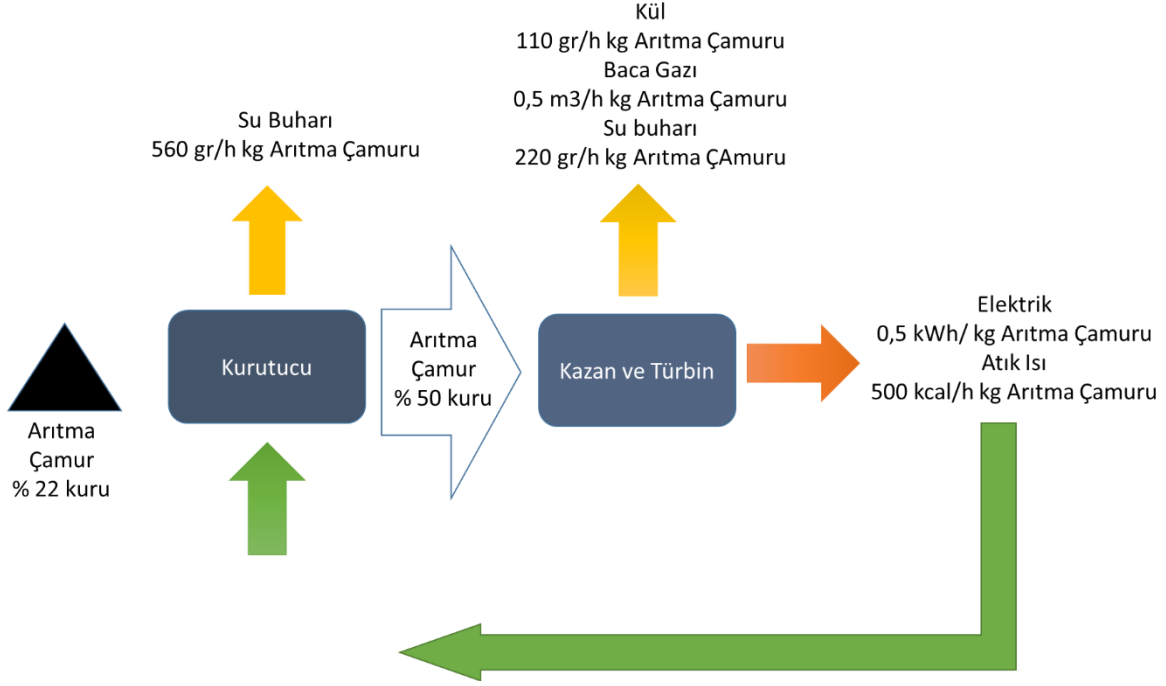 Kül
110 gr/h kg Arıtma Çamuru
Baca Gazı
0,5 m3/h kg Arıtma Çamuru
Su buharı
220 gr/h kg Arıtma ÇAmuru
Su Buharı
560 gr/h kg Arıtma Çamuru
Arıtma
Çamur
% 22 kuru
Kurutucu
Arıtma
Çamur
% 50 kuru
Kazan ve Türbin
Elektrik
0,5 kWh/ kg Arıtma Çamuru
Atık Isı
500 kcal/h kg Arıtma Çamuru